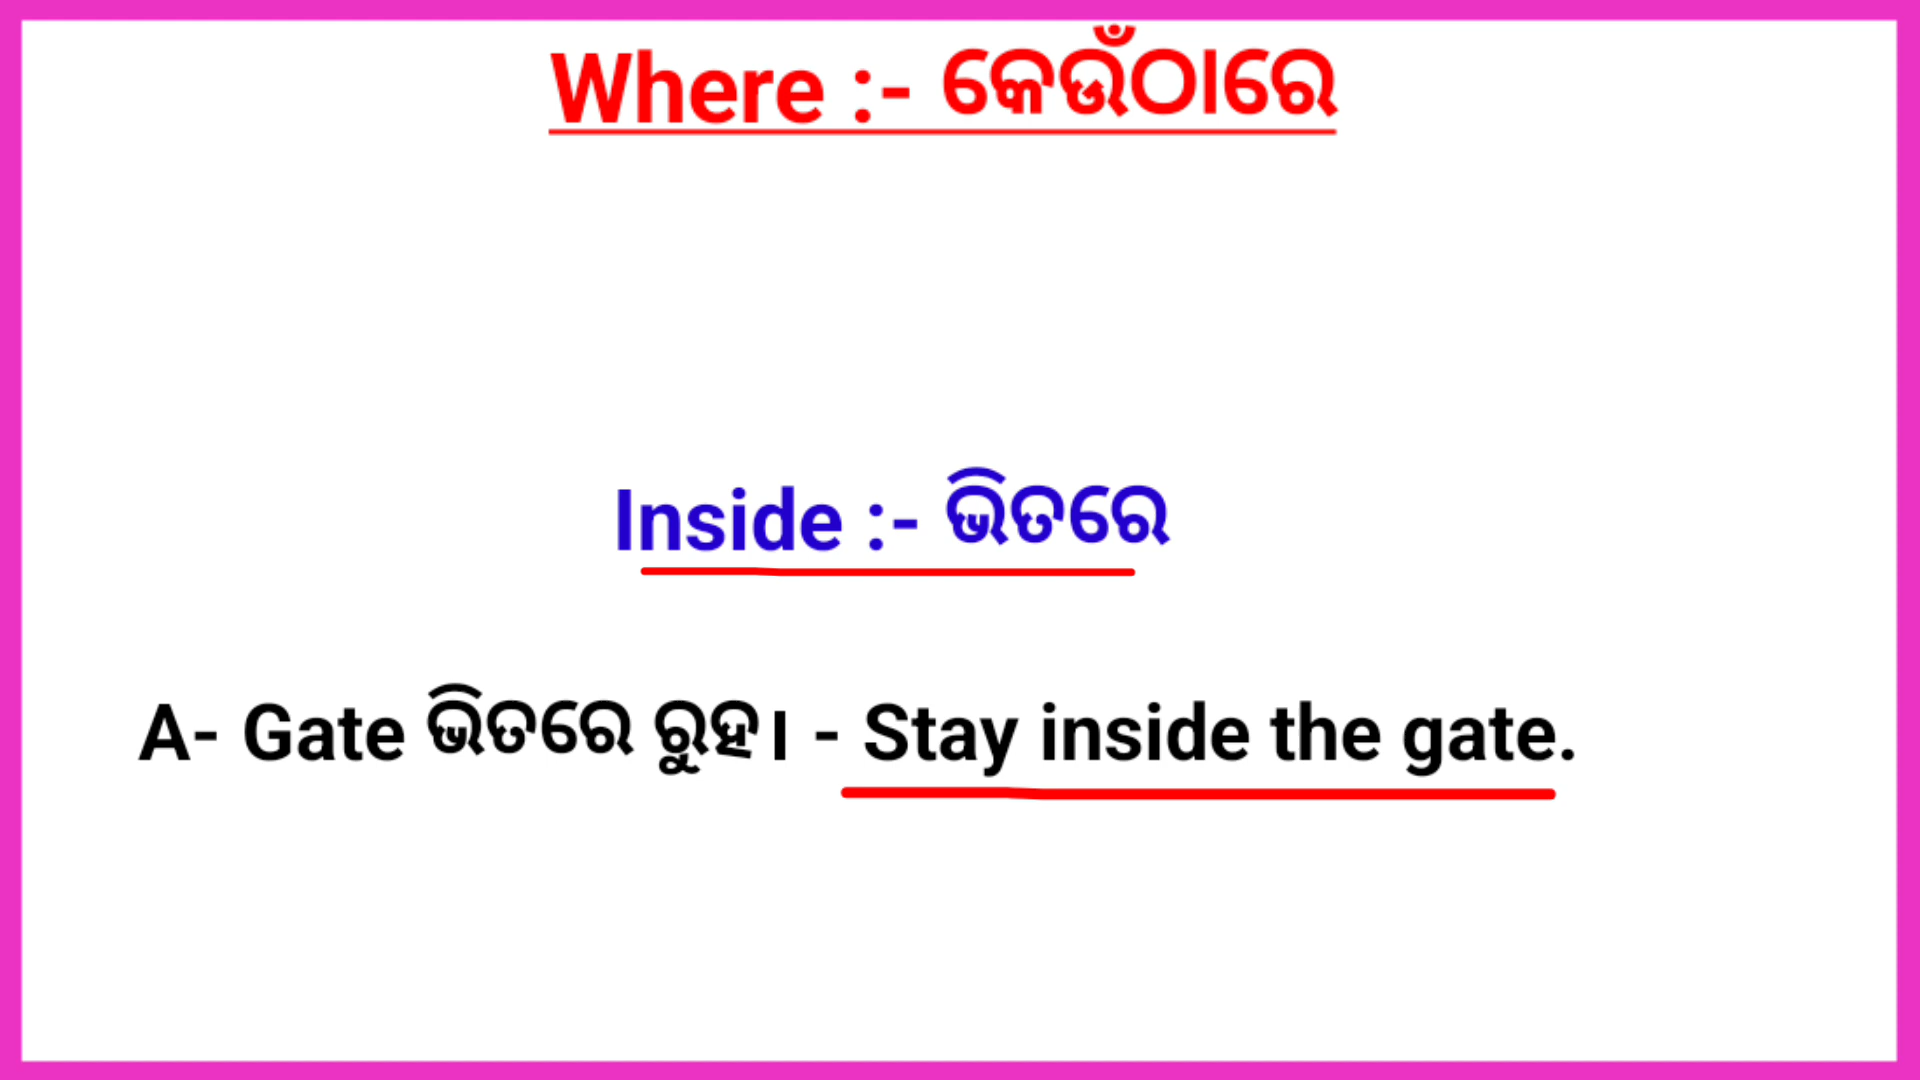 Where :- କେଉଁଠାରେ
Inside :- ଭିତରେ
A- Gate ଭିତରେ ରୁହ। - Stay inside the gate.